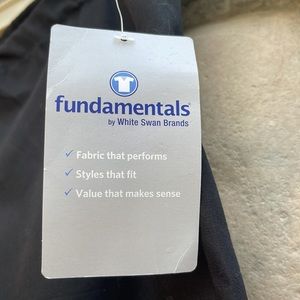 fundamentals
by White Swan Brands
✓ Fabric that performs
✓ Styles that fit
✓ Value that makes sense